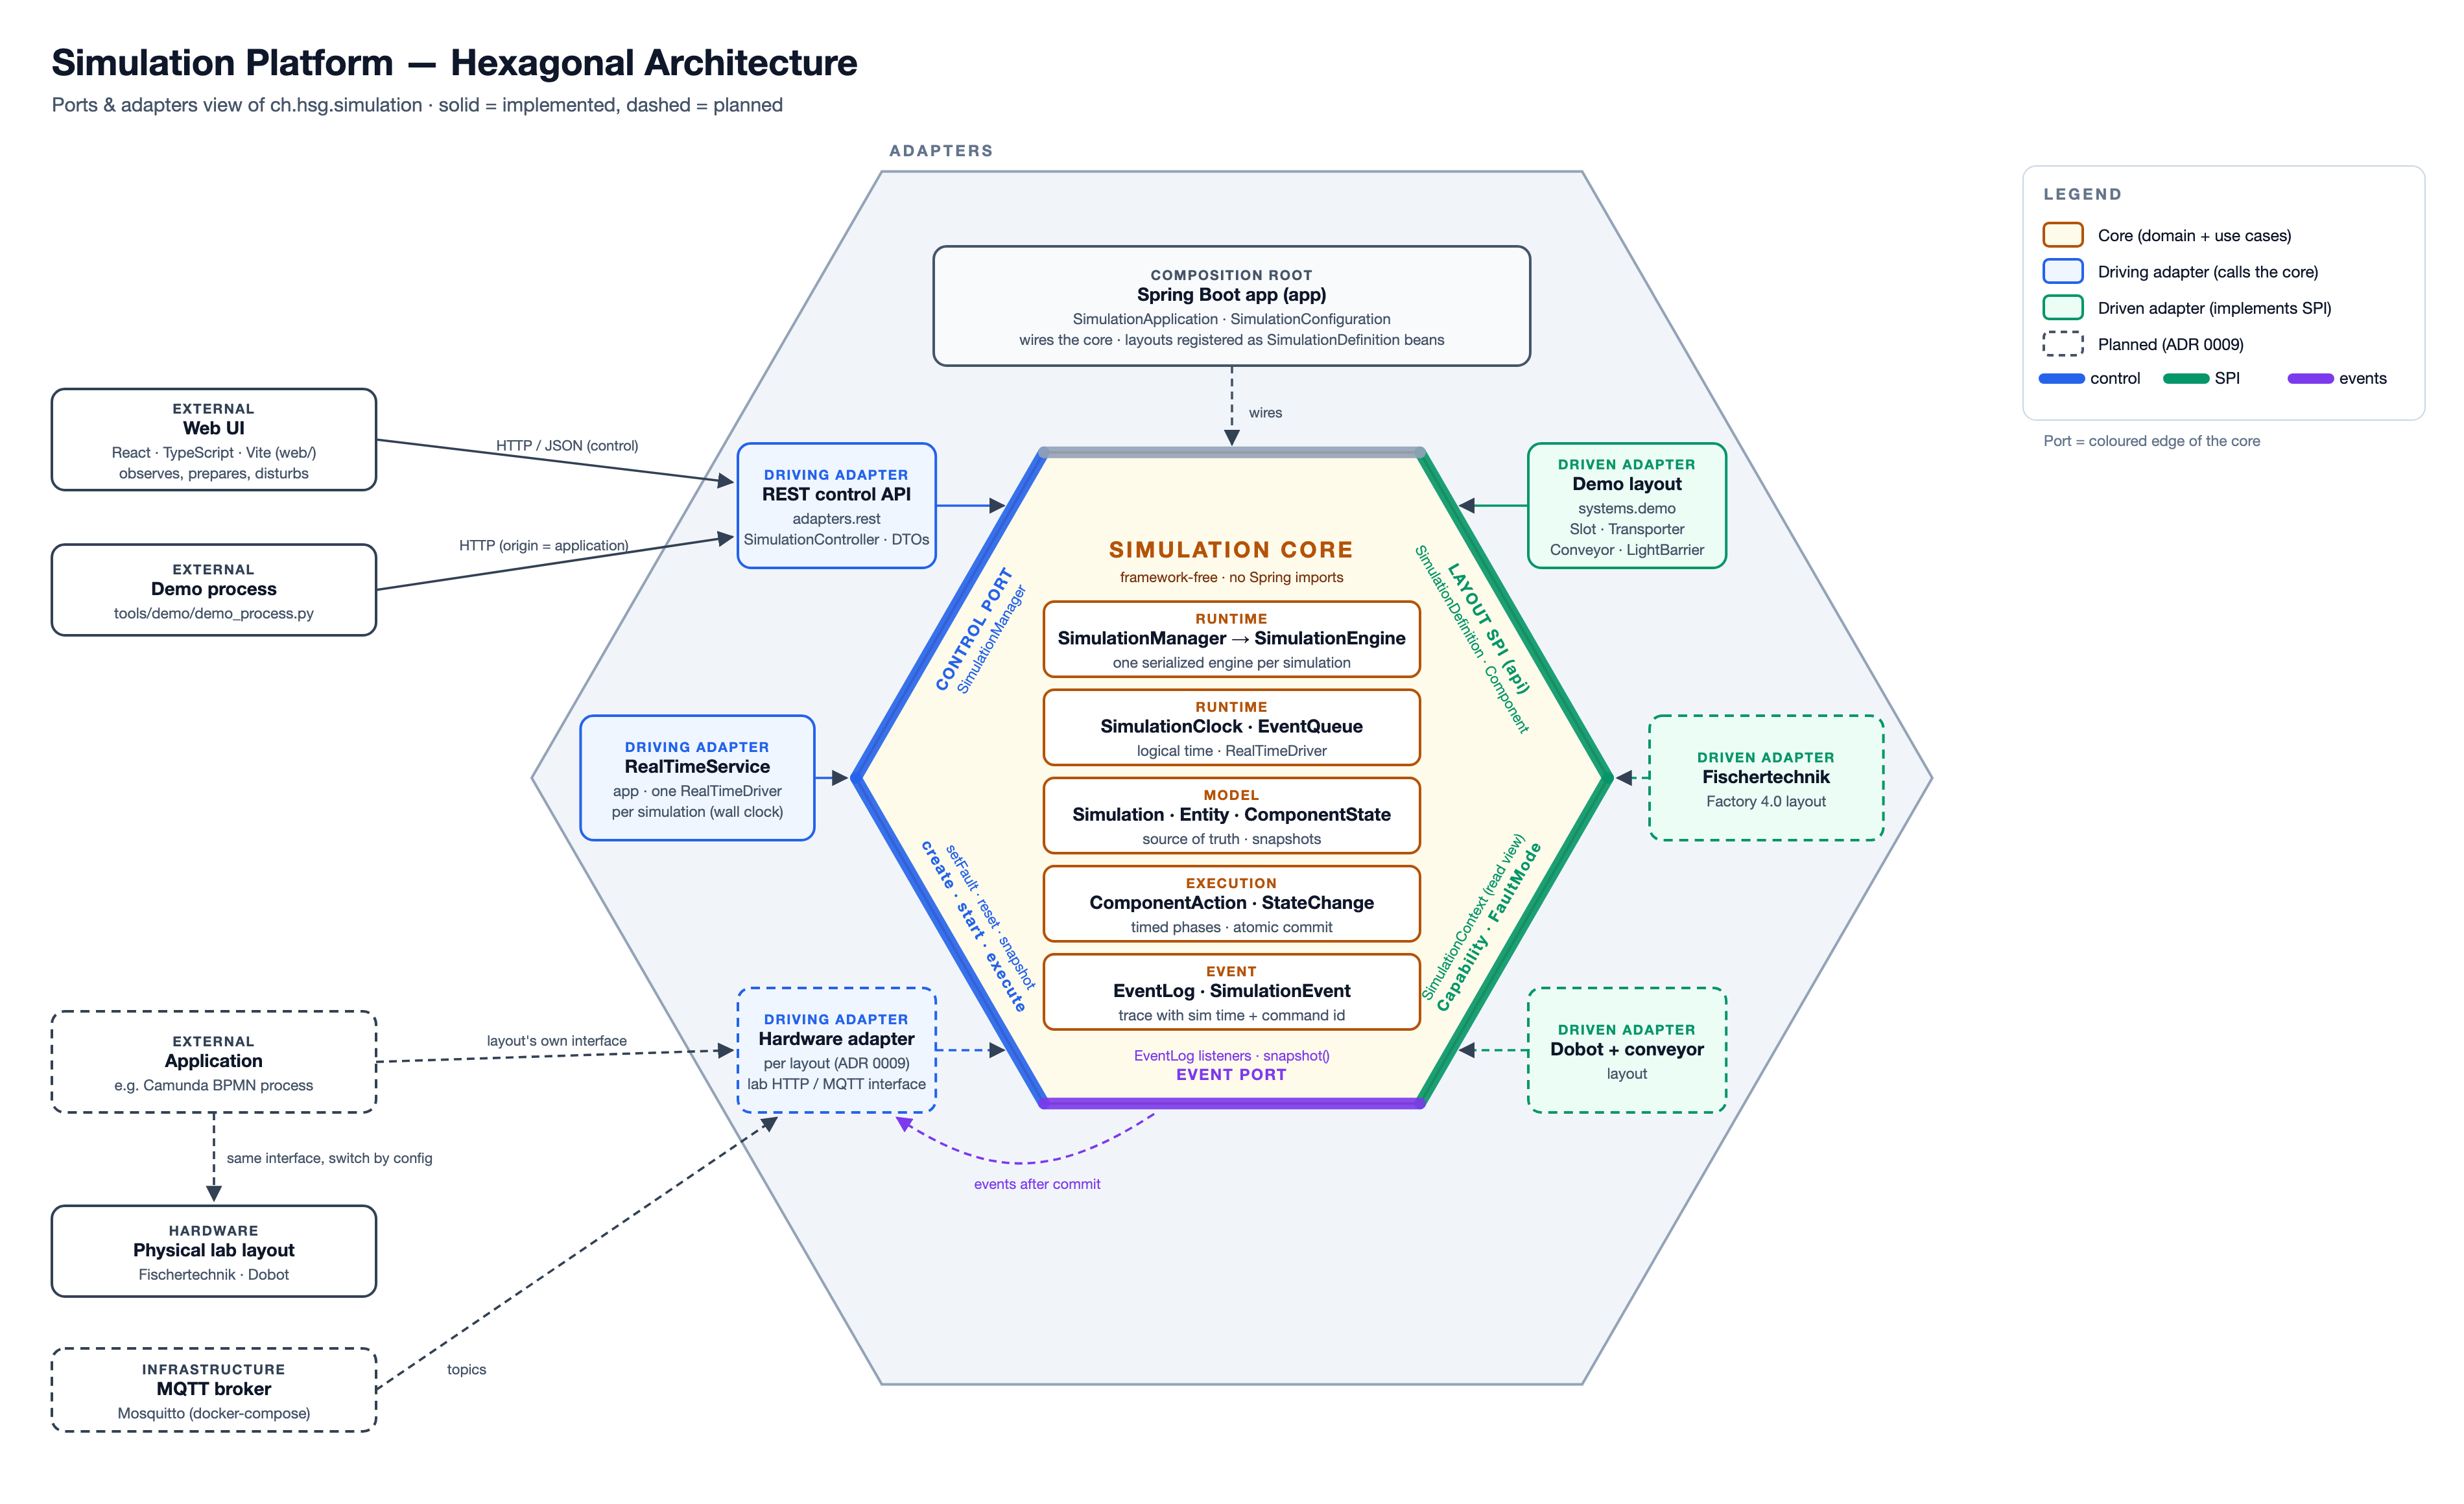 Simulation Platform — Hexagonal Architecture
Ports & adapters view of ch.hsg.simulation · solid = implemented, dashed = planned
ADAPTERS
LEGEND
Core (domain + use cases)
Driving adapter (calls the core)
Driven adapter (implements SPI)
Planned (ADR 0009)
control
SPI
events
Port = coloured edge of the core
COMPOSITION ROOT
Spring Boot app (app)
SimulationApplication · SimulationConfiguration
wires the core · layouts registered as SimulationDefinition beans
wires
EXTERNAL
Web UI
React · TypeScript · Vite (web/)
observes, prepares, disturbs
HTTP / JSON (control)
EXTERNAL
Demo process
tools/demo/demo_process.py
HTTP (origin = application)
DRIVING ADAPTER
REST control API
adapters.rest
SimulationController · DTOs
DRIVEN ADAPTER
Demo layout
systems.demo
Slot · Transporter
Conveyor · LightBarrier
CONTROL PORT
SimulationManager
LAYOUT SPI (api)
SimulationDefinition · Component
SIMULATION CORE
framework-free · no Spring imports
RUNTIME
SimulationManager → SimulationEngine
one serialized engine per simulation
RUNTIME
SimulationClock · EventQueue
logical time · RealTimeDriver
MODEL
Simulation · Entity · ComponentState
source of truth · snapshots
EXECUTION
ComponentAction · StateChange
timed phases · atomic commit
EVENT
EventLog · SimulationEvent
trace with sim time + command id
EventLog listeners · snapshot()
EVENT PORT
DRIVING ADAPTER
RealTimeService
app · one RealTimeDriver
per simulation (wall clock)
DRIVEN ADAPTER
Fischertechnik
Factory 4.0 layout
setFault · reset · snapshot
create · start · execute
SimulationContext (read view)
Capability · FaultMode
EXTERNAL
Application
e.g. Camunda BPMN process
layout's own interface
DRIVING ADAPTER
Hardware adapter
per layout (ADR 0009)
lab HTTP / MQTT interface
DRIVEN ADAPTER
Dobot + conveyor
layout
same interface, switch by config
events after commit
HARDWARE
Physical lab layout
Fischertechnik · Dobot
INFRASTRUCTURE
MQTT broker
Mosquitto (docker-compose)
topics